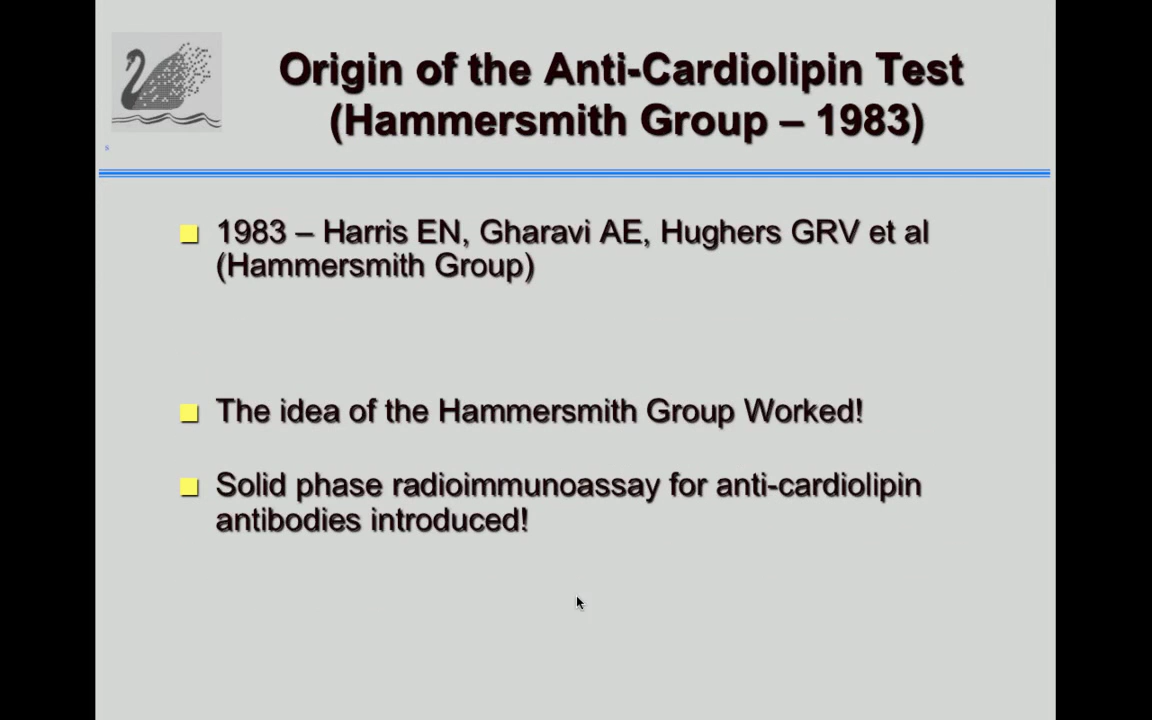 Origin of the Anti-Cardiolipin Test
(Hammersmith Group – 1983)
1983 – Harris EN, Gharavi AE, Hughers GRV et al
(Hammersmith Group)
The idea of the Hammersmith Group Worked!
Solid phase radioimmunoassay for anti-cardiolipin
antibodies introduced!